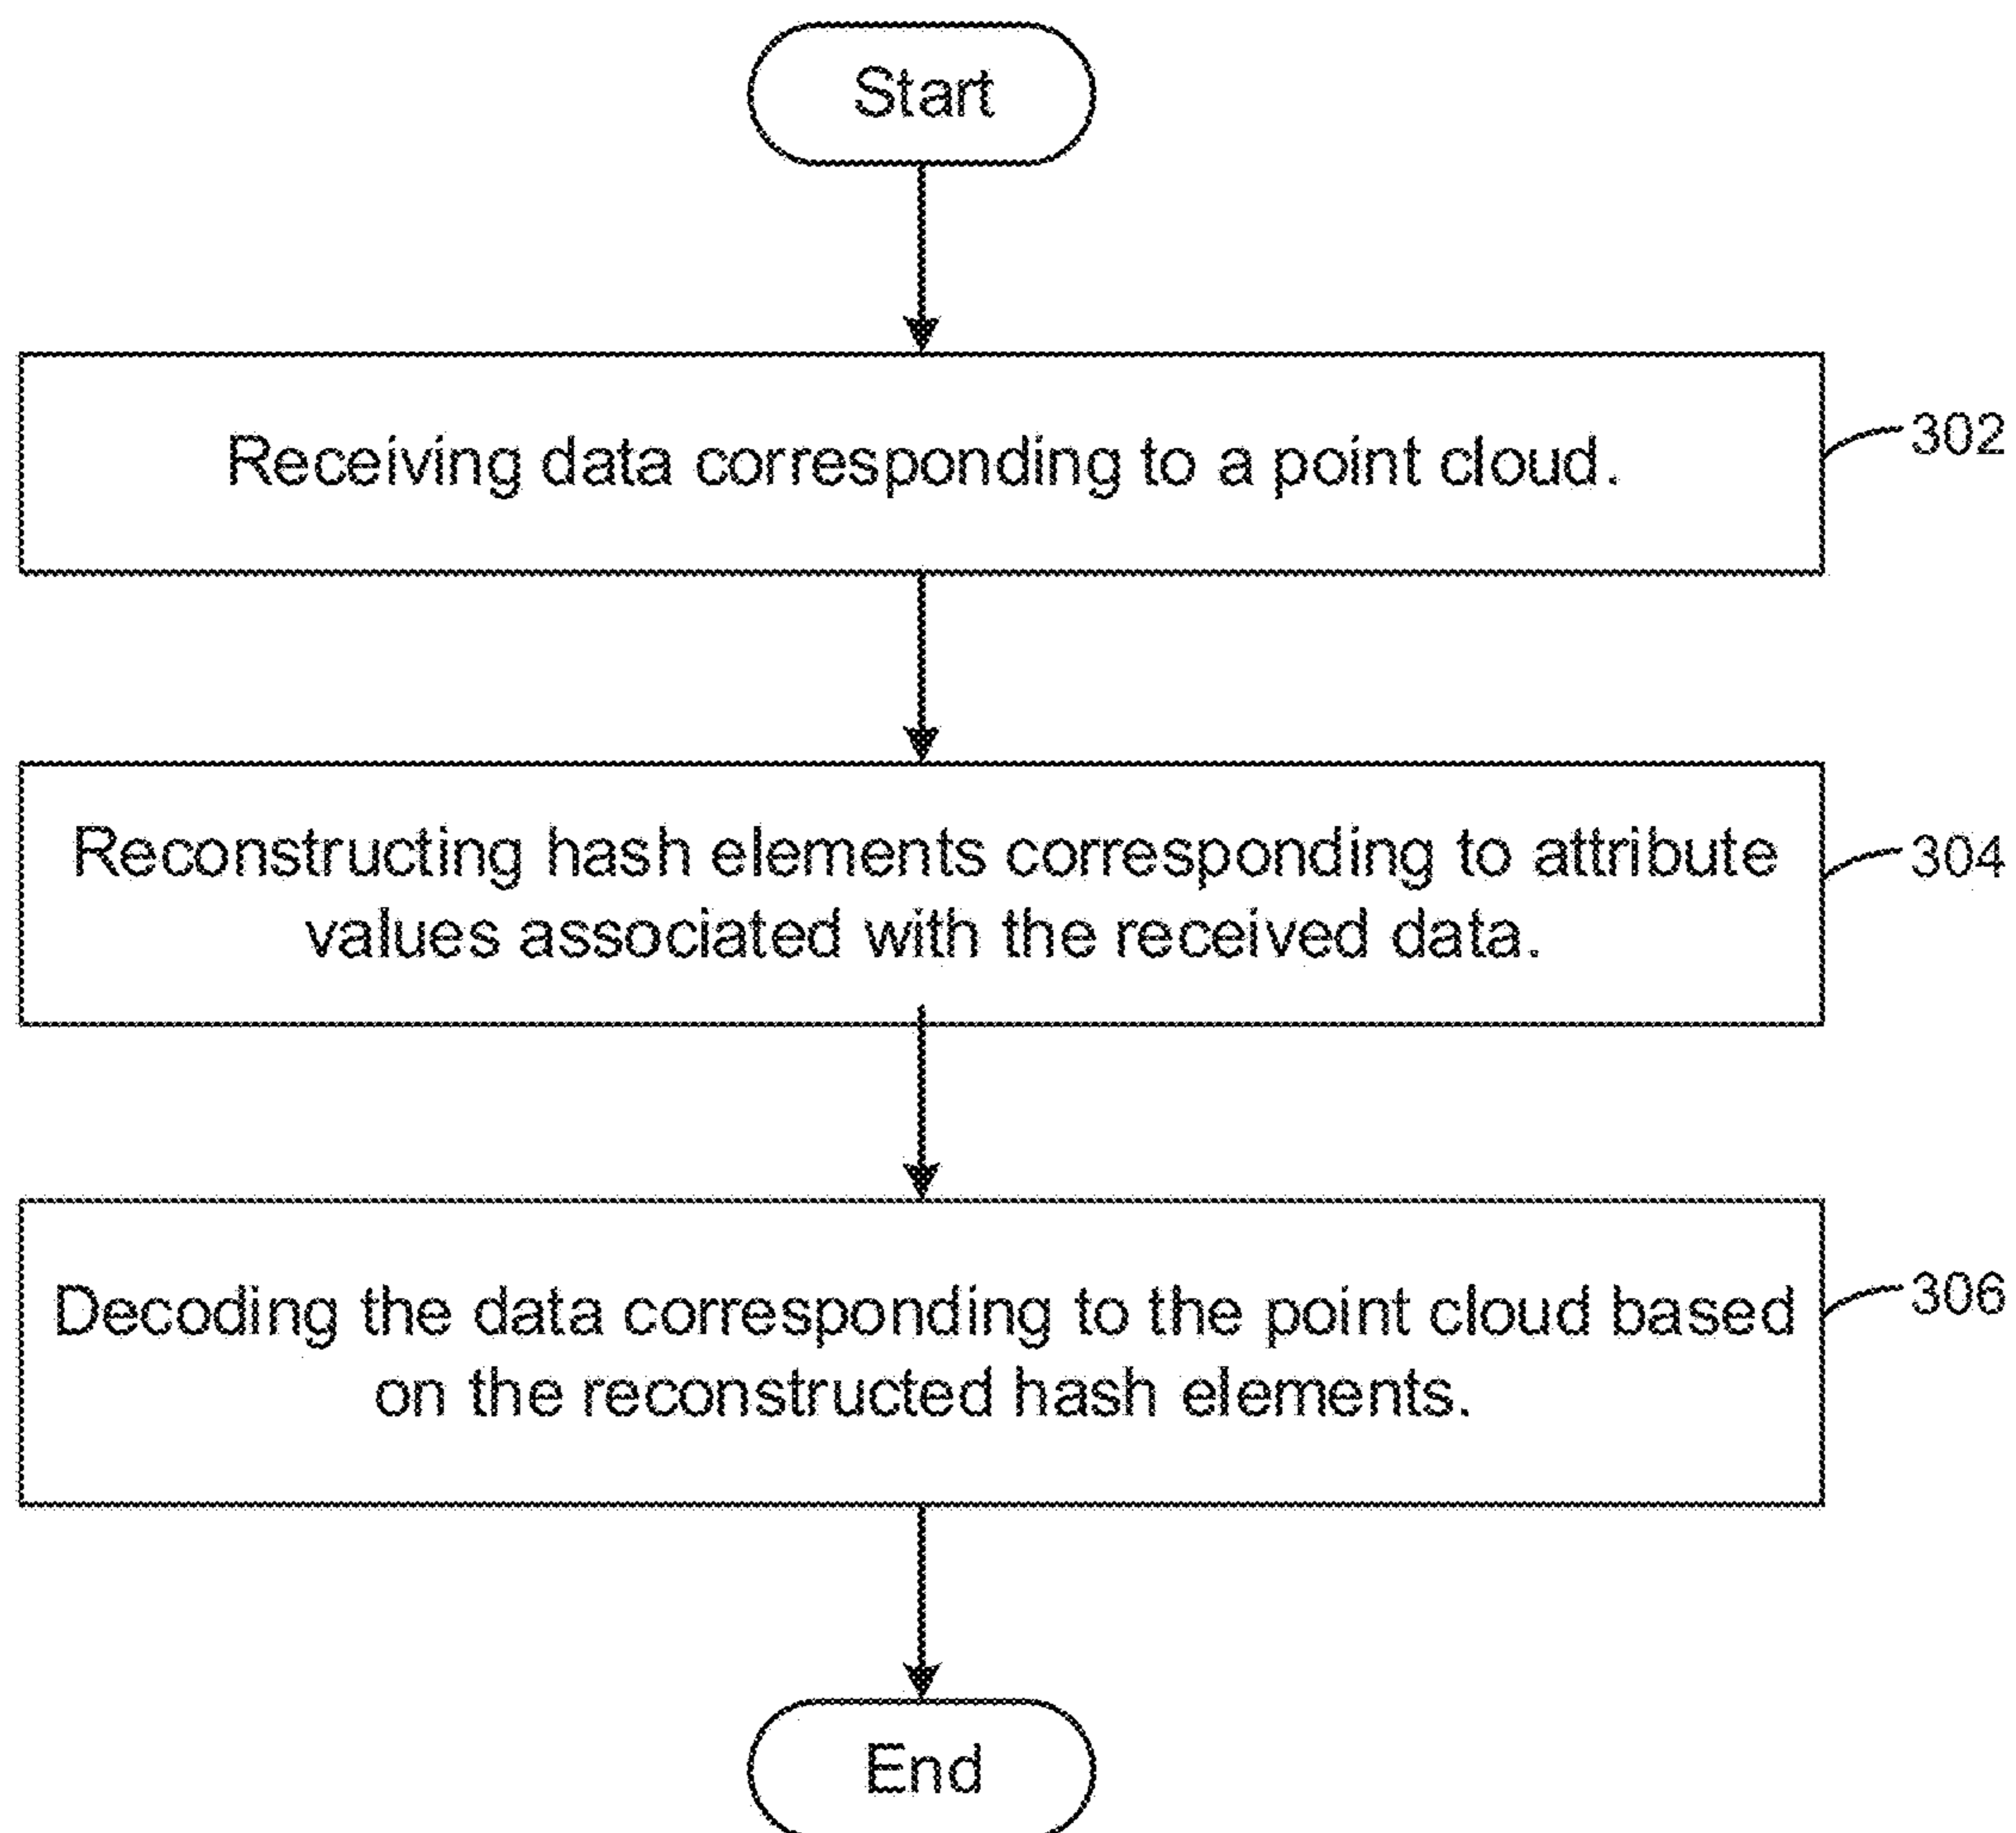 Start
Receiving data corresponding to a point cloud.
302
Reconstructing hash elements corresponding to attribute
values associated with the received data.
304
Decoding the data corresponding to the point cloud based
on the reconstructed hash elements.
306
End